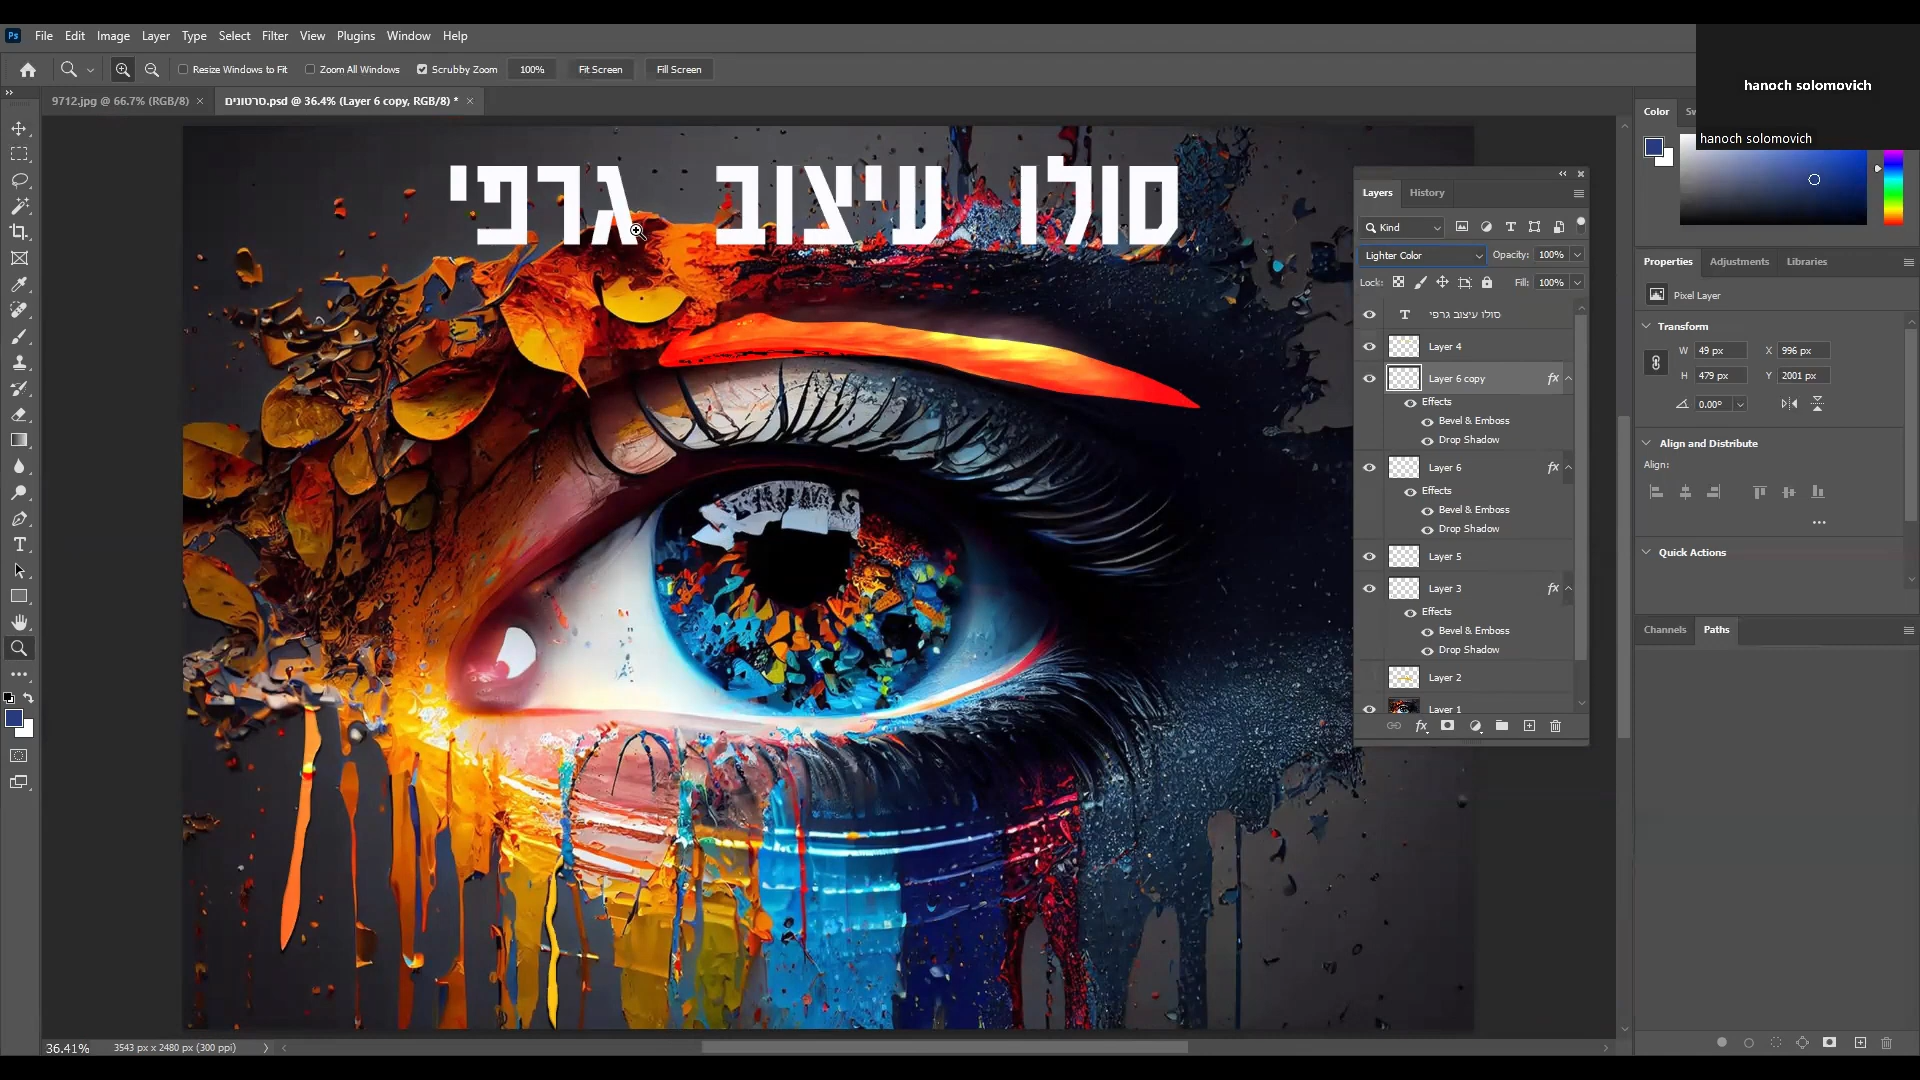 Ps File Edit Image Layer Type Select Filter View Plugins Window Help
Resize Windows to Fit Zoom All Windows Scrubby Zoom 100% Fit Screen Fill Screen
hanoch solomovich
hanoch solomovich
9712.jpg @ 66.7% (RGB/8) × סרטונים.psd @ 36.4% (Layer 6 copy, RGB/8) * ×
סולו עיצוב גרפי
Layers History
Kind
Lighter Color Opacity: 100%
Lock: Fill: 100%
T סולו עיצוב גרפי
Layer 4
Layer 6 copy fx
Effects
Bevel & Emboss
Drop Shadow
Layer 6 fx
Effects
Bevel & Emboss
Drop Shadow
Layer 5
Layer 3 fx
Effects
Bevel & Emboss
Drop Shadow
Layer 2
Layer 1
fx
Color
Properties Adjustments Libraries
Pixel Layer
Transform
W 49 px X 996 px
H 479 px Y 2001 px
0.00°
Align and Distribute
Align:
Quick Actions
Channels Paths
36.41% 3543 px x 2480 px (300 ppi)